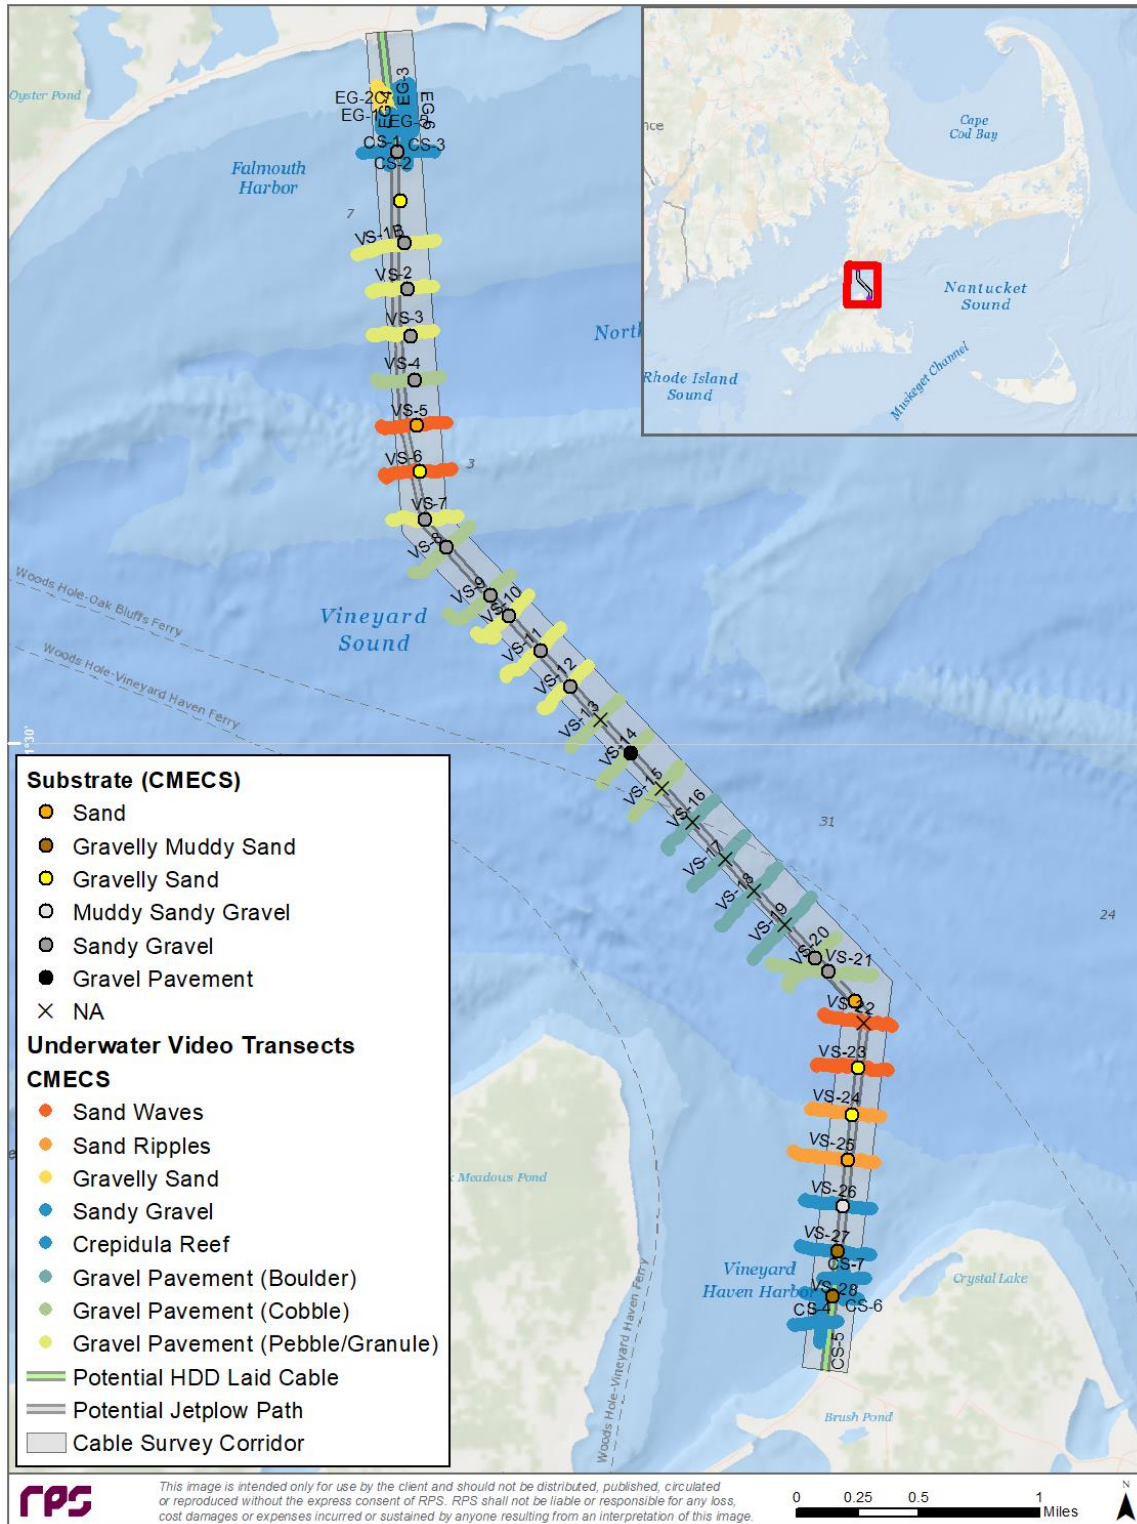 Oyster Pond
EG-3
EG-2C
EG-4
EG-1
EG-5
EG-6
CS-1
CS-3
CS-2
Falmouth
Harbor
7
VS-1B
VS-2
VS-3
North
VS-4
VS-5
VS-6
3
VS-7
VS-8
VS-9
VS-10
Woods Hole-Oak Bluffs Ferry
Vineyard
Sound
VS-11
Woods Hole-Vineyard Haven Ferry
VS-12
VS-13
1°30'
VS-14
VS-15
VS-16
31
VS-17
VS-18
24
VS-19
VS-20
VS-21
VS-22
VS-23
VS-24
VS-25
Meadows Pond
VS-26
VS-27
CS-7
Vineyard
Haven Harbor
VS-28
Crystal Lake
CS-4
CS-6
CS-5
Woods Hole-Vineyard Haven Ferry
Brush Pond
nce
Cape
Cod Bay
Nantucket
Sound
Rhode Island
Sound
Muskeget Channel
Substrate (CMECS)
Sand
Gravelly Muddy Sand
Gravelly Sand
Muddy Sandy Gravel
Sandy Gravel
Gravel Pavement
NA
Underwater Video Transects
CMECS
Sand Waves
Sand Ripples
Gravelly Sand
Sandy Gravel
Crepidula Reef
Gravel Pavement (Boulder)
Gravel Pavement (Cobble)
Gravel Pavement (Pebble/Granule)
Potential HDD Laid Cable
Potential Jetplow Path
Cable Survey Corridor
rps
This image is intended only for use by the client and should not be distributed, published, circulated
or reproduced without the express consent of RPS. RPS shall not be liable or responsible for any loss,
cost damages or expenses incurred or sustained by anyone resulting from an interpretation of this image.
0 0.25 0.5 1
Miles
N